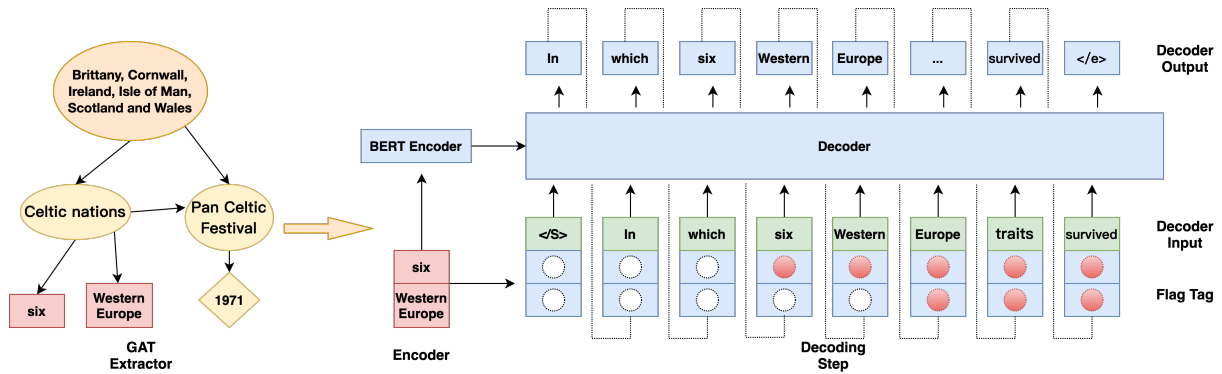 Brittany, Cornwall,
Ireland, Isle of Man,
Scotland and Wales
Celtic nations
Pan Celtic
Festival
six
Western
Europe
1971
GAT
Extractor
BERT Encoder
six
Western
Europe
Encoder
In
which
six
Western
Europe
...
survived
</e>
Decoder
Output
Decoder
</S>
In
which
six
Western
Europe
traits
survived
Decoder
Input
Flag Tag
Decoding
Step